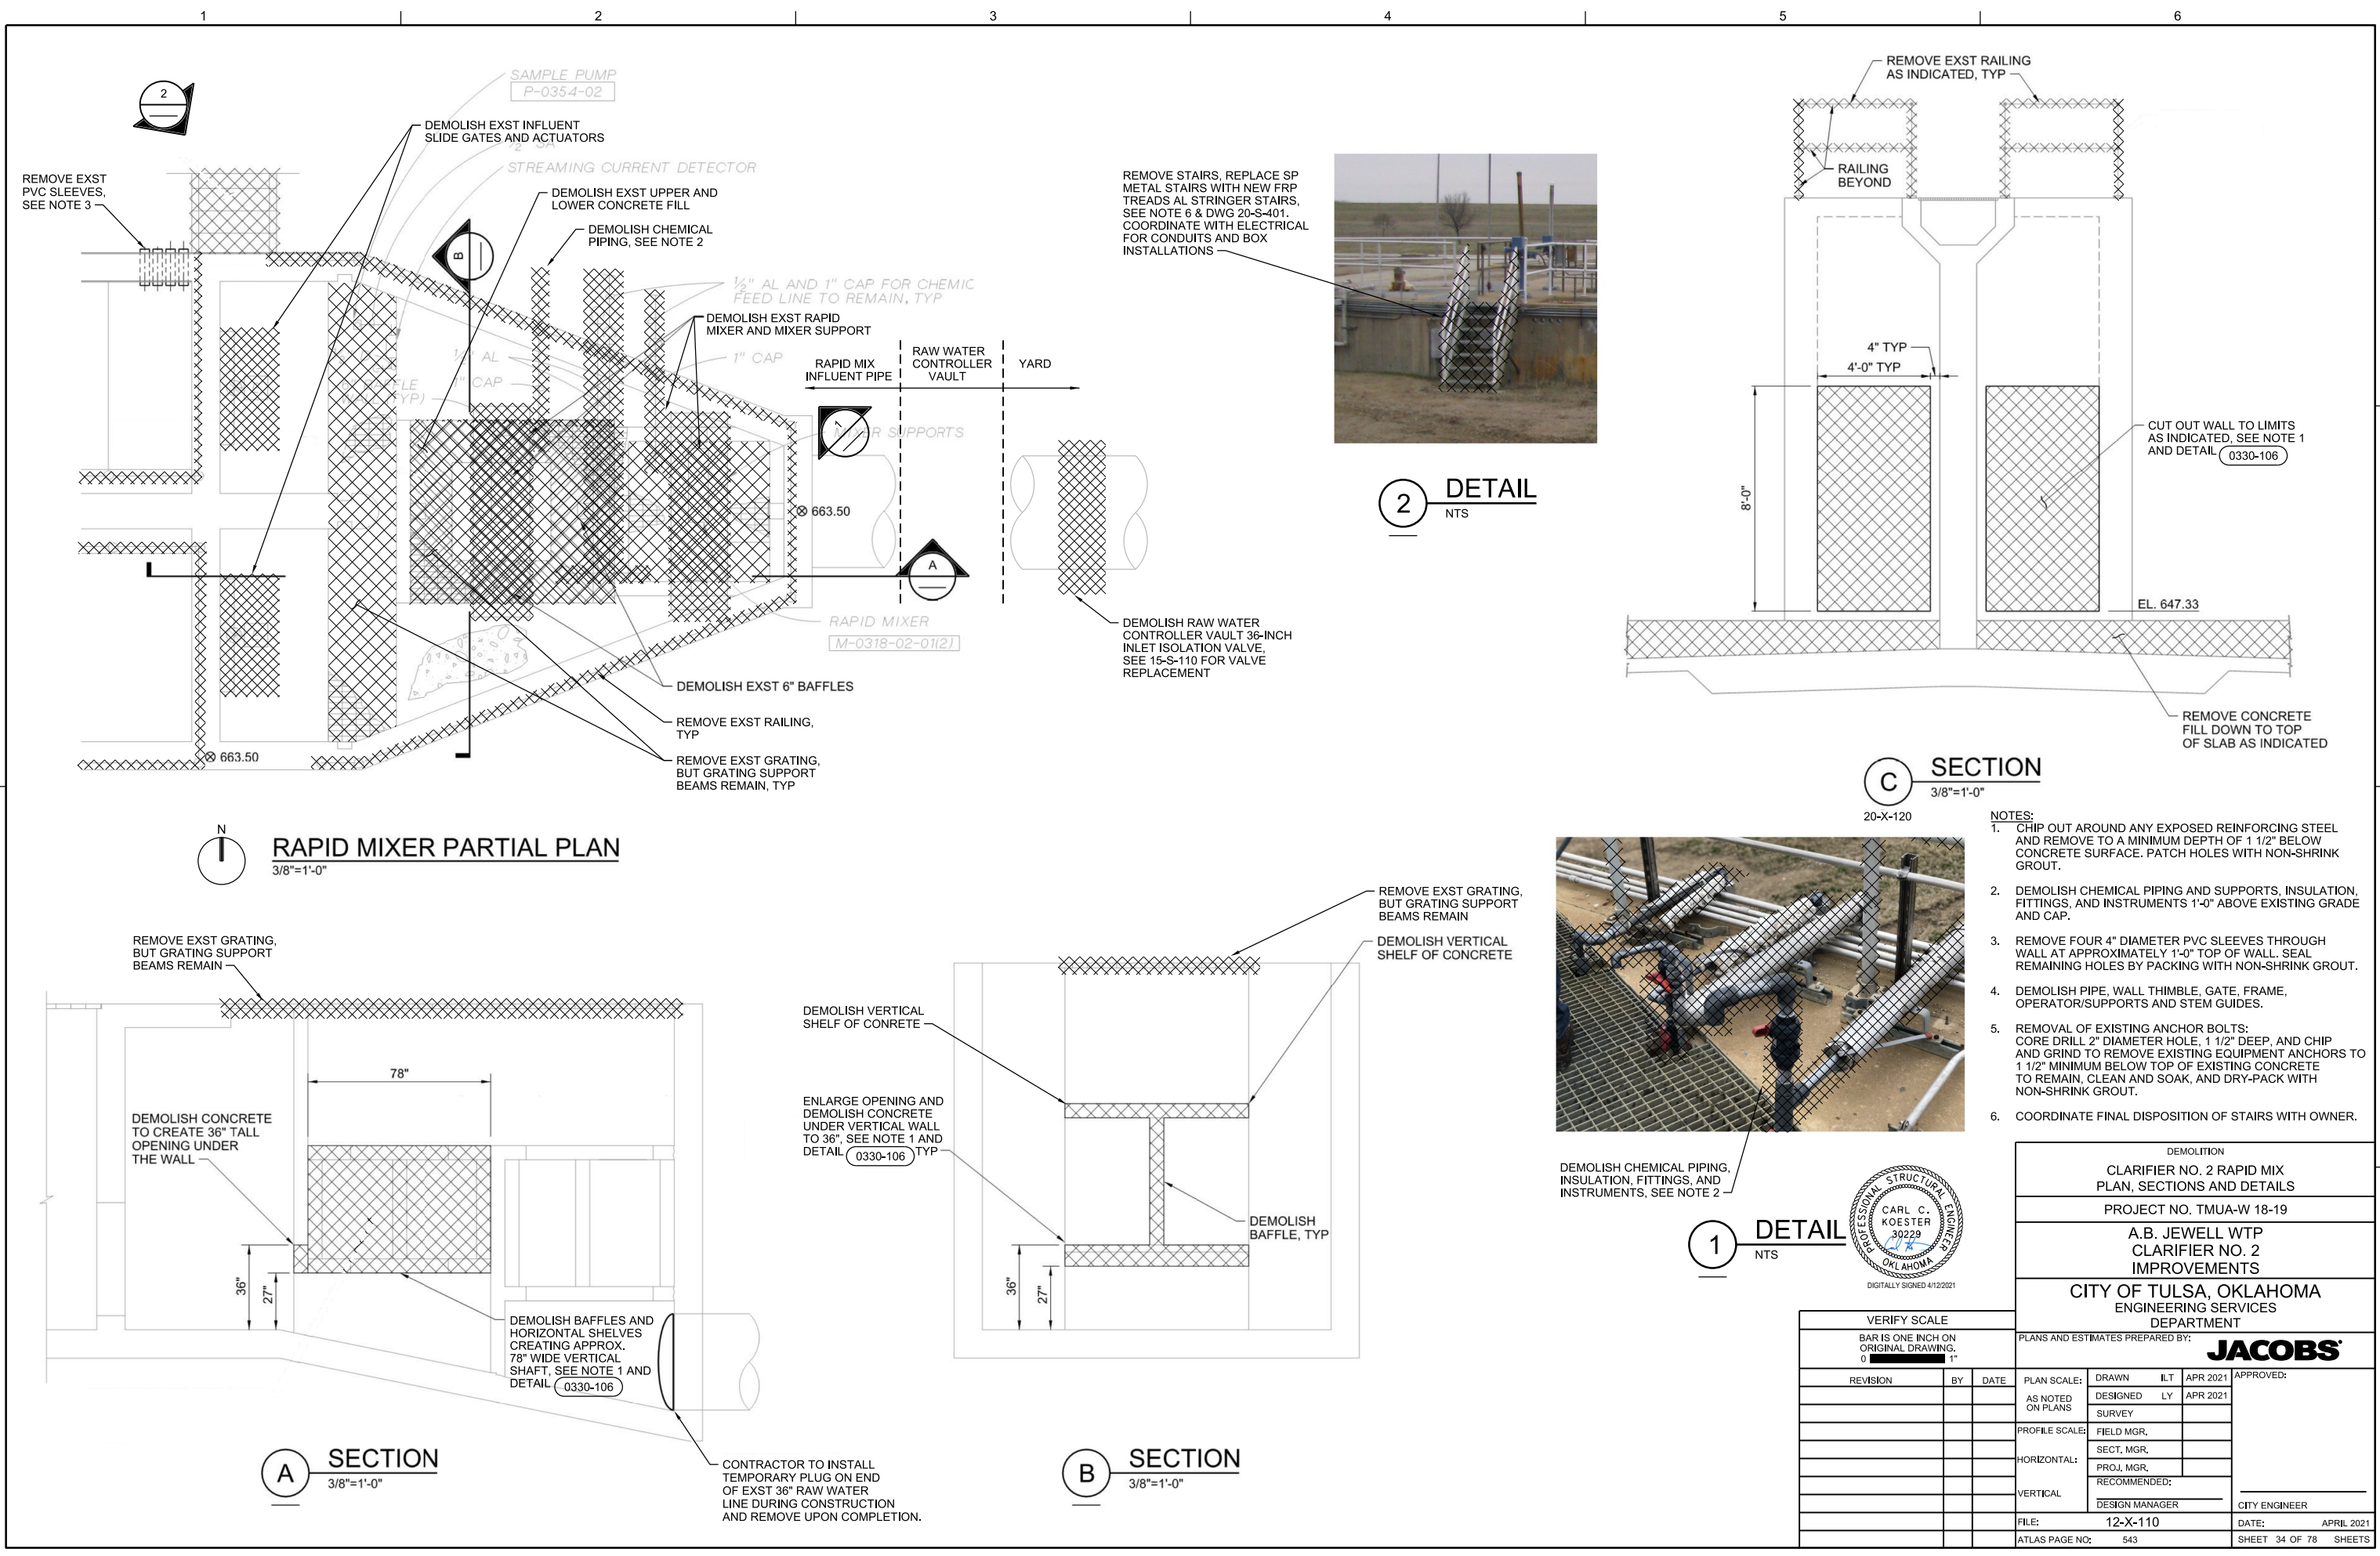 1
2
3
4
5
6
2
SAMPLE PUMP
P-0354-02
DEMOLISH EXST INFLUENT
SLIDE GATES AND ACTUATORS
STREAMING CURRENT DETECTOR
REMOVE EXST
PVC SLEEVES,
SEE NOTE 3
DEMOLISH EXST UPPER AND
LOWER CONCRETE FILL
DEMOLISH CHEMICAL
PIPING, SEE NOTE 2
B
½" AL AND 1" CAP FOR CHEMIC
FEED LINE TO REMAIN, TYP
DEMOLISH EXST RAPID
MIXER AND MIXER SUPPORT
AL
1" CAP
1" CAP
TYP)
RAPID MIX
INFLUENT PIPE
RAW WATER
CONTROLLER
VAULT
YARD
1
MIXER SUPPORTS
663.50
A
RAPID MIXER
M-0318-02-01(2)
DEMOLISH RAW WATER
CONTROLLER VAULT 36-INCH
INLET ISOLATION VALVE,
SEE 15-S-110 FOR VALVE
REPLACEMENT
DEMOLISH EXST 6" BAFFLES
REMOVE EXST RAILING,
TYP
REMOVE EXST GRATING,
BUT GRATING SUPPORT
BEAMS REMAIN, TYP
663.50
N
RAPID MIXER PARTIAL PLAN
3/8"=1'-0"
REMOVE STAIRS, REPLACE SP
METAL STAIRS WITH NEW FRP
TREADS AL STRINGER STAIRS,
SEE NOTE 6 & DWG 20-S-401.
COORDINATE WITH ELECTRICAL
FOR CONDUITS AND BOX
INSTALLATIONS
2 DETAIL
NTS
REMOVE EXST RAILING
AS INDICATED, TYP
RAILING
BEYOND
4" TYP
4'-0" TYP
8'-0"
CUT OUT WALL TO LIMITS
AS INDICATED, SEE NOTE 1
AND DETAIL 0330-106
EL. 647.33
REMOVE CONCRETE
FILL DOWN TO TOP
OF SLAB AS INDICATED
C SECTION
3/8"=1'-0"
20-X-120
REMOVE EXST GRATING,
BUT GRATING SUPPORT
BEAMS REMAIN
78"
DEMOLISH CONCRETE
TO CREATE 36" TALL
OPENING UNDER
THE WALL
36"
27"
DEMOLISH BAFFLES AND
HORIZONTAL SHELVES
CREATING APPROX.
78" WIDE VERTICAL
SHAFT, SEE NOTE 1 AND
DETAIL 0330-106
CONTRACTOR TO INSTALL
TEMPORARY PLUG ON END
OF EXST 36" RAW WATER
LINE DURING CONSTRUCTION
AND REMOVE UPON COMPLETION.
A SECTION
3/8"=1'-0"
REMOVE EXST GRATING,
BUT GRATING SUPPORT
BEAMS REMAIN
DEMOLISH VERTICAL
SHELF OF CONCRETE
DEMOLISH VERTICAL
SHELF OF CONRETE
ENLARGE OPENING AND
DEMOLISH CONCRETE
UNDER VERTICAL WALL
TO 36", SEE NOTE 1 AND
DETAIL 0330-106 TYP
DEMOLISH
BAFFLE, TYP
36"
27"
B SECTION
3/8"=1'-0"
DEMOLISH CHEMICAL PIPING,
INSULATION, FITTINGS, AND
INSTRUMENTS, SEE NOTE 2
1 DETAIL
NTS
NOTES:
1. CHIP OUT AROUND ANY EXPOSED REINFORCING STEEL
AND REMOVE TO A MINIMUM DEPTH OF 1 1/2" BELOW
CONCRETE SURFACE. PATCH HOLES WITH NON-SHRINK
GROUT.
2. DEMOLISH CHEMICAL PIPING AND SUPPORTS, INSULATION,
FITTINGS, AND INSTRUMENTS 1'-0" ABOVE EXISTING GRADE
AND CAP.
3. REMOVE FOUR 4" DIAMETER PVC SLEEVES THROUGH
WALL AT APPROXIMATELY 1'-0" TOP OF WALL. SEAL
REMAINING HOLES BY PACKING WITH NON-SHRINK GROUT.
4. DEMOLISH PIPE, WALL THIMBLE, GATE, FRAME,
OPERATOR/SUPPORTS AND STEM GUIDES.
5. REMOVAL OF EXISTING ANCHOR BOLTS:
CORE DRILL 2" DIAMETER HOLE, 1 1/2" DEEP, AND CHIP
AND GRIND TO REMOVE EXISTING EQUIPMENT ANCHORS TO
1 1/2" MINIMUM BELOW TOP OF EXISTING CONCRETE
TO REMAIN, CLEAN AND SOAK, AND DRY-PACK WITH
NON-SHRINK GROUT.
6. COORDINATE FINAL DISPOSITION OF STAIRS WITH OWNER.
PROFESSIONAL STRUCTURAL ENGINEER
CARL C.
KOESTER
30229
OKLAHOMA
DIGITALLY SIGNED 4/12/2021
DEMOLITION
CLARIFIER NO. 2 RAPID MIX
PLAN, SECTIONS AND DETAILS
PROJECT NO. TMUA-W 18-19
A.B. JEWELL WTP
CLARIFIER NO. 2
IMPROVEMENTS
CITY OF TULSA, OKLAHOMA
ENGINEERING SERVICES
DEPARTMENT
PLANS AND ESTIMATES PREPARED BY:
JACOBS
VERIFY SCALE
BAR IS ONE INCH ON
ORIGINAL DRAWING.
0 1"
REVISION BY DATE
PLAN SCALE:
AS NOTED
ON PLANS
PROFILE SCALE:
HORIZONTAL:
VERTICAL
DRAWN ILT APR 2021
DESIGNED LY APR 2021
SURVEY
FIELD MGR.
SECT. MGR.
PROJ. MGR.
RECOMMENDED:
DESIGN MANAGER
APPROVED:
CITY ENGINEER
FILE: 12-X-110
DATE: APRIL 2021
ATLAS PAGE NO: 543
SHEET 34 OF 78 SHEETS